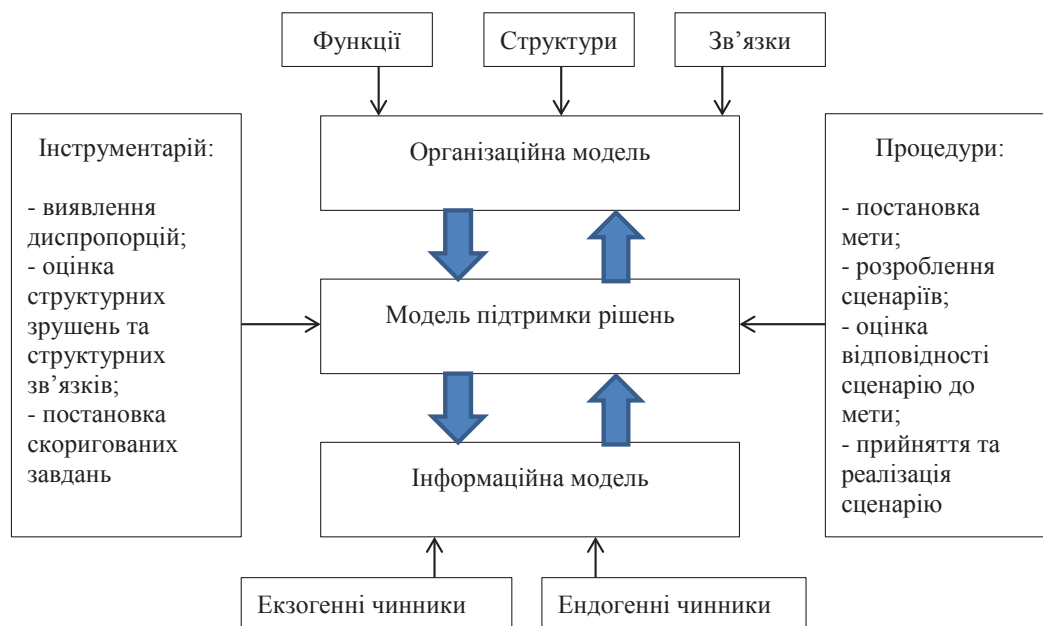 Функції
Структури
Зв’язки
Інструментарій:
- виявлення
диспропорцій;
- оцінка
структурних
зрушень та
структурних
зв’язків;
- постановка
скоригованих
завдань
Організаційна модель
Модель підтримки рішень
Інформаційна модель
Процедури:
- постановка
мети;
- розроблення
сценаріїв;
- оцінка
відповідності
сценарію до
мети;
- прийняття та
реалізація
сценарію
Екзогенні чинники
Ендогенні чинники